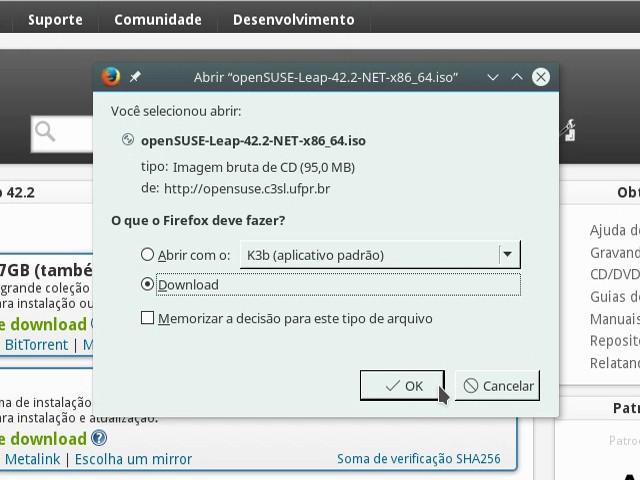 Suporte Comunidade Desenvolvimento
Abrir “openSUSE-Leap-42.2-NET-x86_64.iso”
Você selecionou abrir:
openSUSE-Leap-42.2-NET-x86_64.iso
tipo: Imagem bruta de CD (95,0 MB)
de: http://opensuse.c3sl.ufpr.br
O que o Firefox deve fazer?
Abrir com o: K3b (aplicativo padrão)
Download
Memorizar a decisão para este tipo de arquivo
OK Cancelar
42.2
7GB (també
grande coleção
ara instalação ou
e download
BitTorrent | M
ma de instalação
ara instalação e atualização.
e download
Metalink | Escolha um mirror
Soma de verificação SHA256
Obt
Ajuda d
Gravand
CD/DVD
Guias d
Manuais
Reposit
Relatan
Patr
Patroc